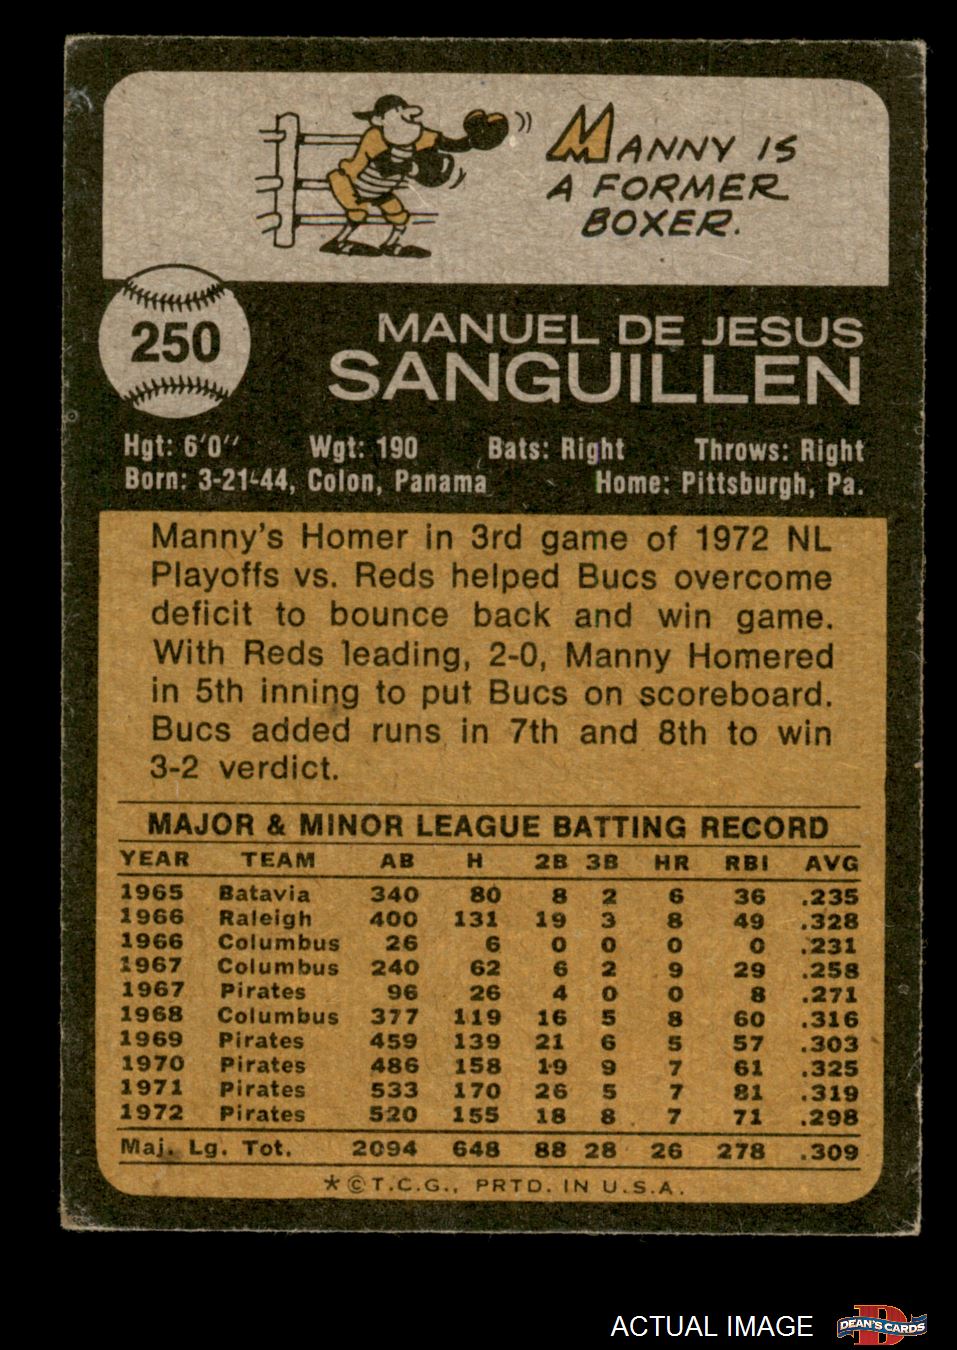 MANNY IS
A FORMER
BOXER.
250
MANUEL DE JESUS
SANGUILLEN
Hgt: 6'0" Wgt: 190 Bats: Right Throws: Right
Born: 3-21-44, Colon, Panama Home: Pittsburgh, Pa.
Manny's Homer in 3rd game of 1972 NL
Playoffs vs. Reds helped Bucs overcome
deficit to bounce back and win game.
With Reds leading, 2-0, Manny Homered
in 5th inning to put Bucs on scoreboard.
Bucs added runs in 7th and 8th to win
3-2 verdict.
MAJOR & MINOR LEAGUE BATTING RECORD
YEAR TEAM AB H 2B 3B HR RBI AVG
1965 Batavia 340 80 8 2 6 36 .235
1966 Raleigh 400 131 19 3 8 49 .328
1966 Columbus 26 6 0 0 0 0 .231
1967 Columbus 240 62 6 2 9 29 .258
1967 Pirates 96 26 4 0 0 8 .271
1968 Columbus 377 119 16 5 8 60 .316
1969 Pirates 459 139 21 6 5 57 .303
1970 Pirates 486 158 19 9 7 61 .325
1971 Pirates 533 170 26 5 7 81 .319
1972 Pirates 520 155 18 8 7 71 .298
Maj. Lg. Tot. 2094 648 88 28 26 278 .309
*©T.C.G., PRTD. IN U.S.A.
ACTUAL IMAGE D DEAN'S CARDS